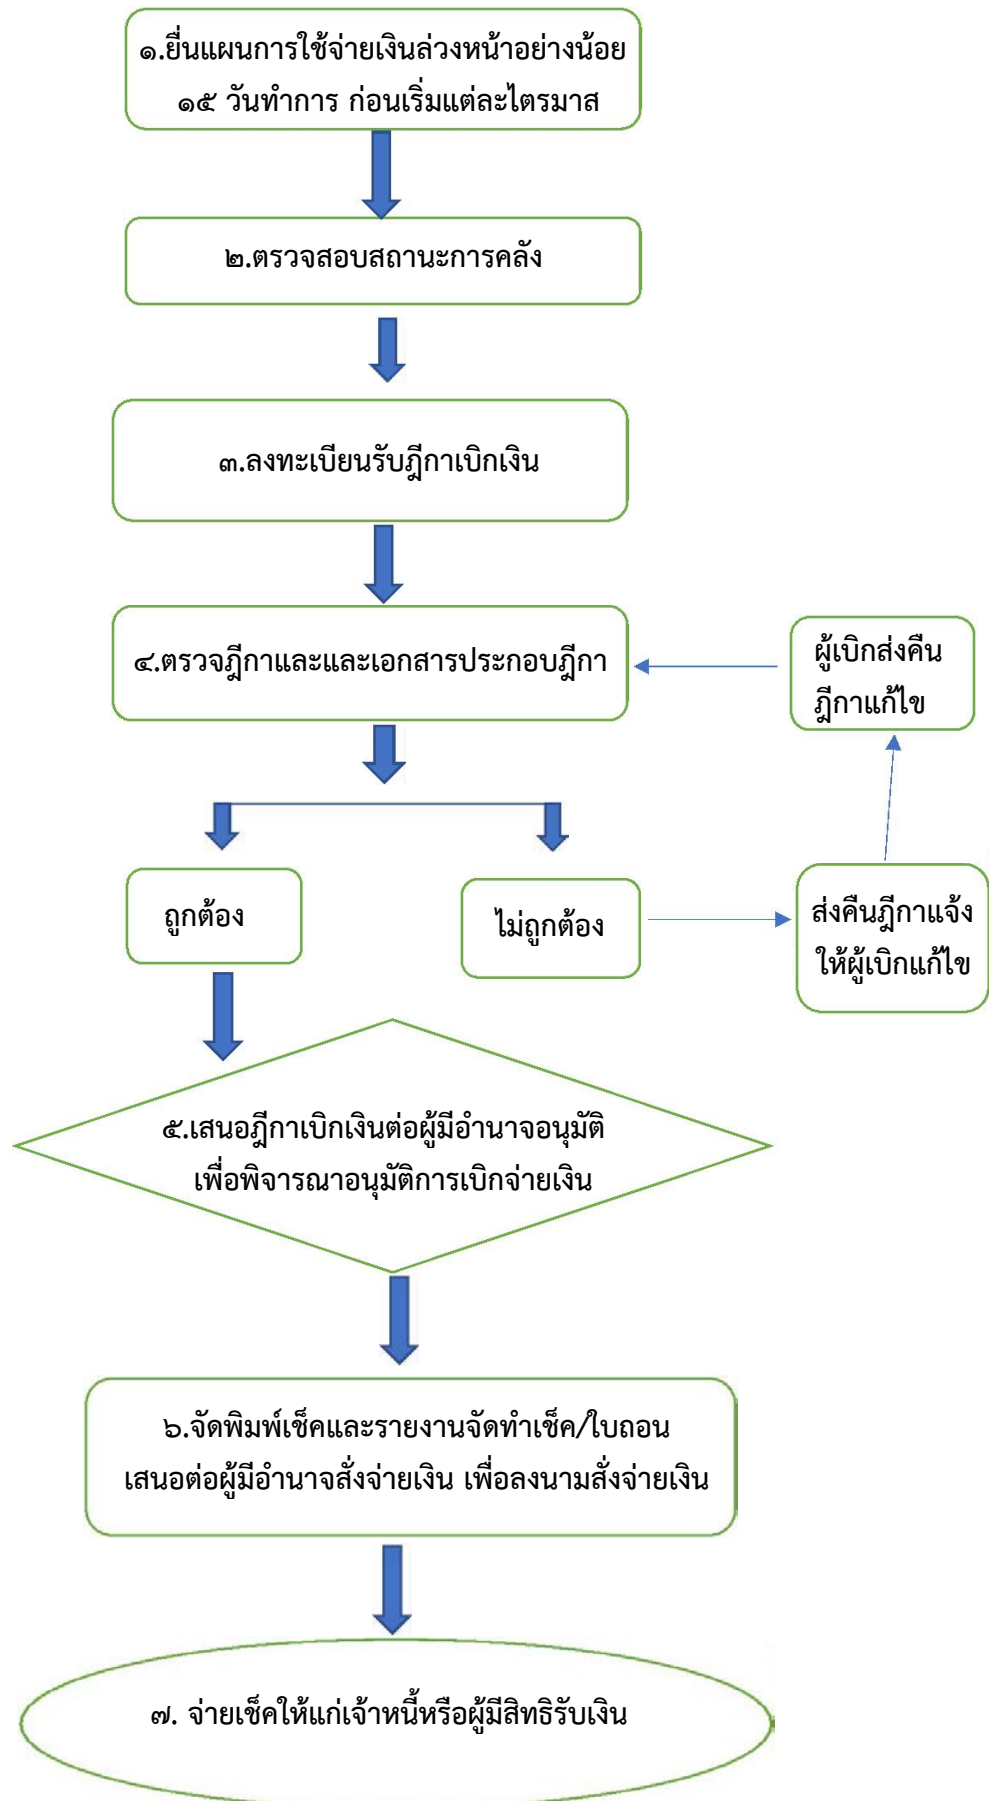 ๑.ยื่นแผนการใช้จ่ายเงินล่วงหน้าอย่างน้อย
๑๕ วันทำการ ก่อนเริ่มแต่ละไตรมาส
๒.ตรวจสอบสถานะการคลัง
๓.ลงทะเบียนรับฎีกาเบิกเงิน
๔.ตรวจฎีกาและและเอกสารประกอบฎีกา
ผู้เบิกส่งคืน
ฎีกาแก้ไข
ถูกต้อง
ไม่ถูกต้อง
ส่งคืนฎีกาแจ้ง
ให้ผู้เบิกแก้ไข
๕.เสนอฎีกาเบิกเงินต่อผู้มีอำนาจอนุมัติ
เพื่อพิจารณาอนุมัติการเบิกจ่ายเงิน
๖.จัดพิมพ์เช็คและรายงานจัดทำเช็ค/ใบถอน
เสนอต่อผู้มีอำนาจสั่งจ่ายเงิน เพื่อลงนามสั่งจ่ายเงิน
๗. จ่ายเช็คให้แก่เจ้าหนี้หรือผู้มีสิทธิรับเงิน